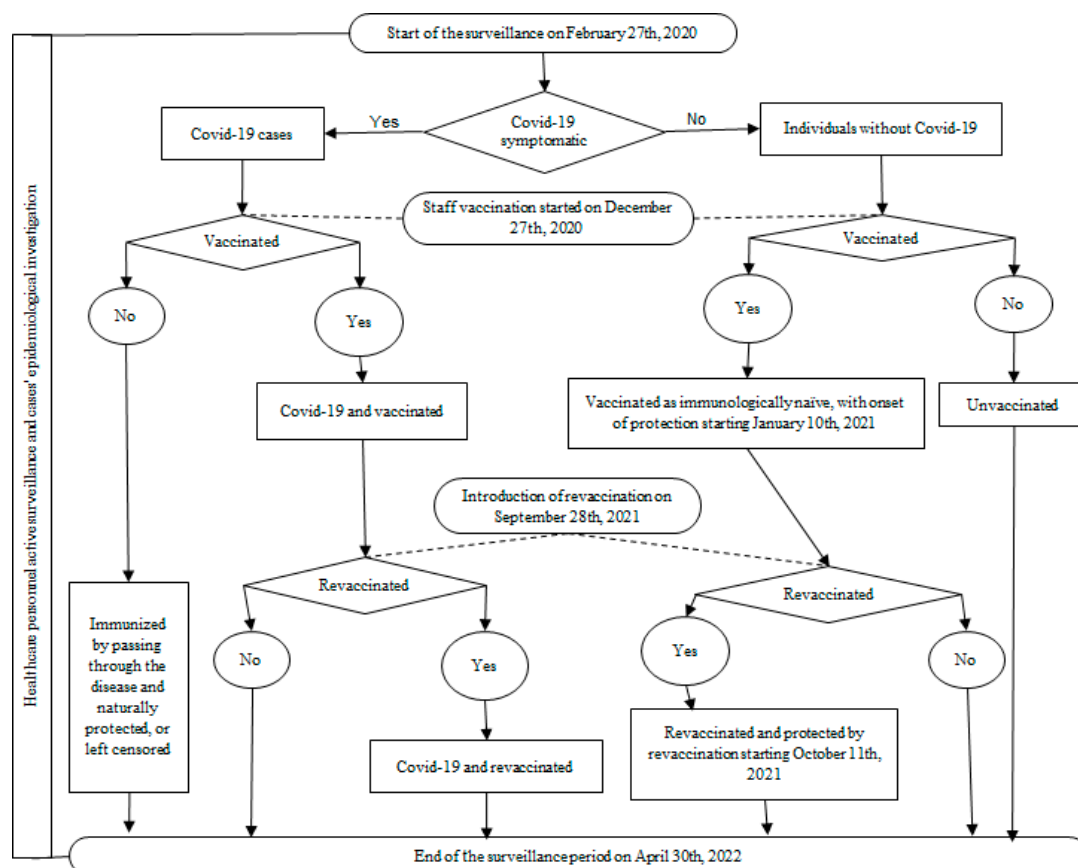 Start of the surveillance on February 27th, 2020
Healthcare personnel active surveillance and cases' epidemiological investigation
Covid-19 cases
Yes
Covid-19
symptomatic
No
Individuals without Covid-19
Staff vaccination started on December
27th, 2020
Vaccinated
Vaccinated
No
Yes
Yes
No
Covid-19 and vaccinated
Vaccinated as immunologically naïve, with onset
of protection starting January 10th, 2021
Unvaccinated
Introduction of revaccination on
September 28th, 2021
Revaccinated
Revaccinated
Immunized
by passing
through the
disease and
naturally
protected, or
left censored
No
Yes
Yes
No
Covid-19 and revaccinated
Revaccinated and protected by
revaccination starting October 11th,
2021
End of the surveillance period on April 30th, 2022